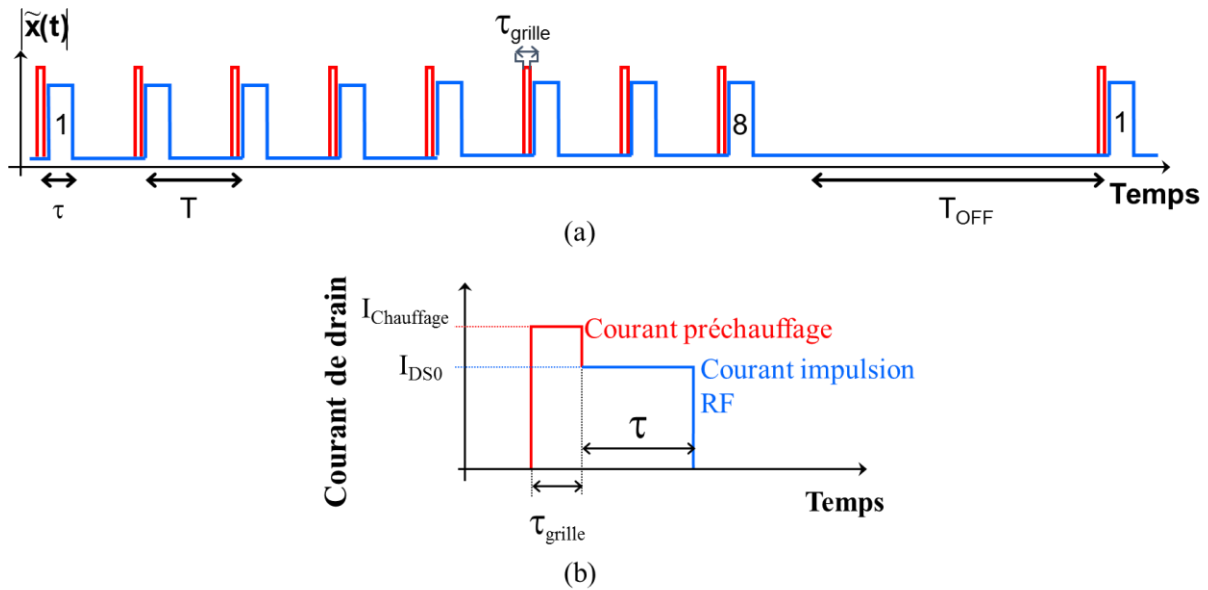 |x̃(t)|
τgrille
1
8
1
τ
T
TOFF
Temps
(a)
Courant de drain
IChauffage
Courant préchauffage
IDS0
Courant impulsion
RF
τ
Temps
τgrille
(b)